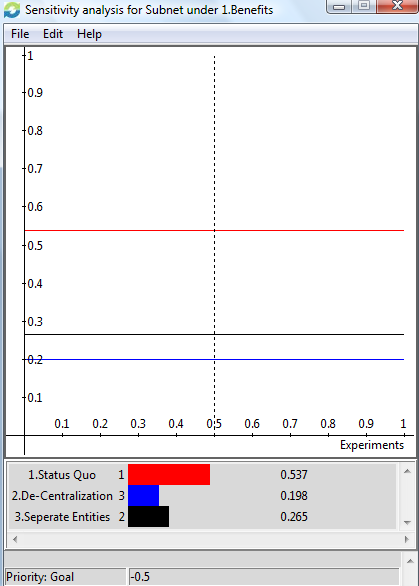 Sensitivity analysis for Subnet under 1.Benefits
File Edit Help
1
0.9
0.8
0.7
0.6
0.5
0.4
0.3
0.2
0.1
0.1 0.2 0.3 0.4 0.5 0.6 0.7 0.8 0.9 1
Experiments
1.Status Quo 1 0.537
2.De-Centralization 3 0.198
3.Seperate Entities 2 0.265
Priority: Goal -0.5